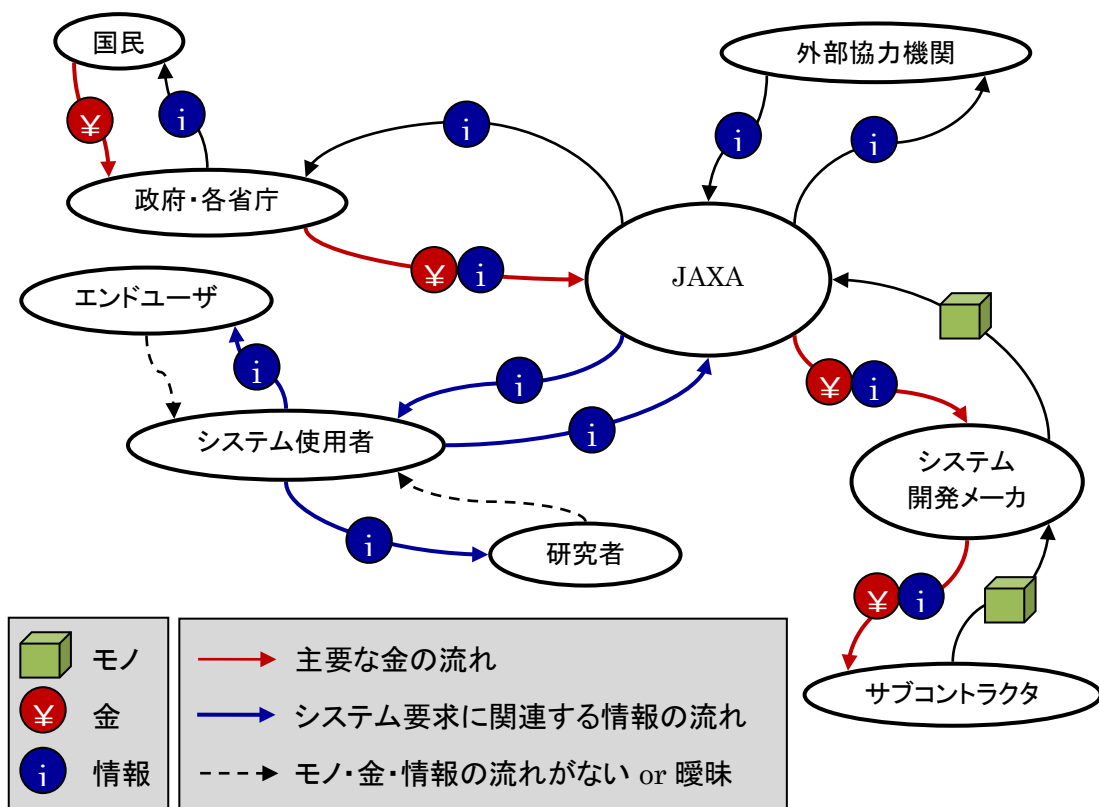 国民
外部協力機関
¥
i
i
i
i
政府・各省庁
JAXA
¥ i
エンドユーザ
i
i
¥ i
システム使用者
i
システム
開発メーカ
i
研究者
¥ i
サブコントラクタ
モノ
¥ 金
i 情報
主要な金の流れ
システム要求に関連する情報の流れ
モノ・金・情報の流れがない or 曖昧